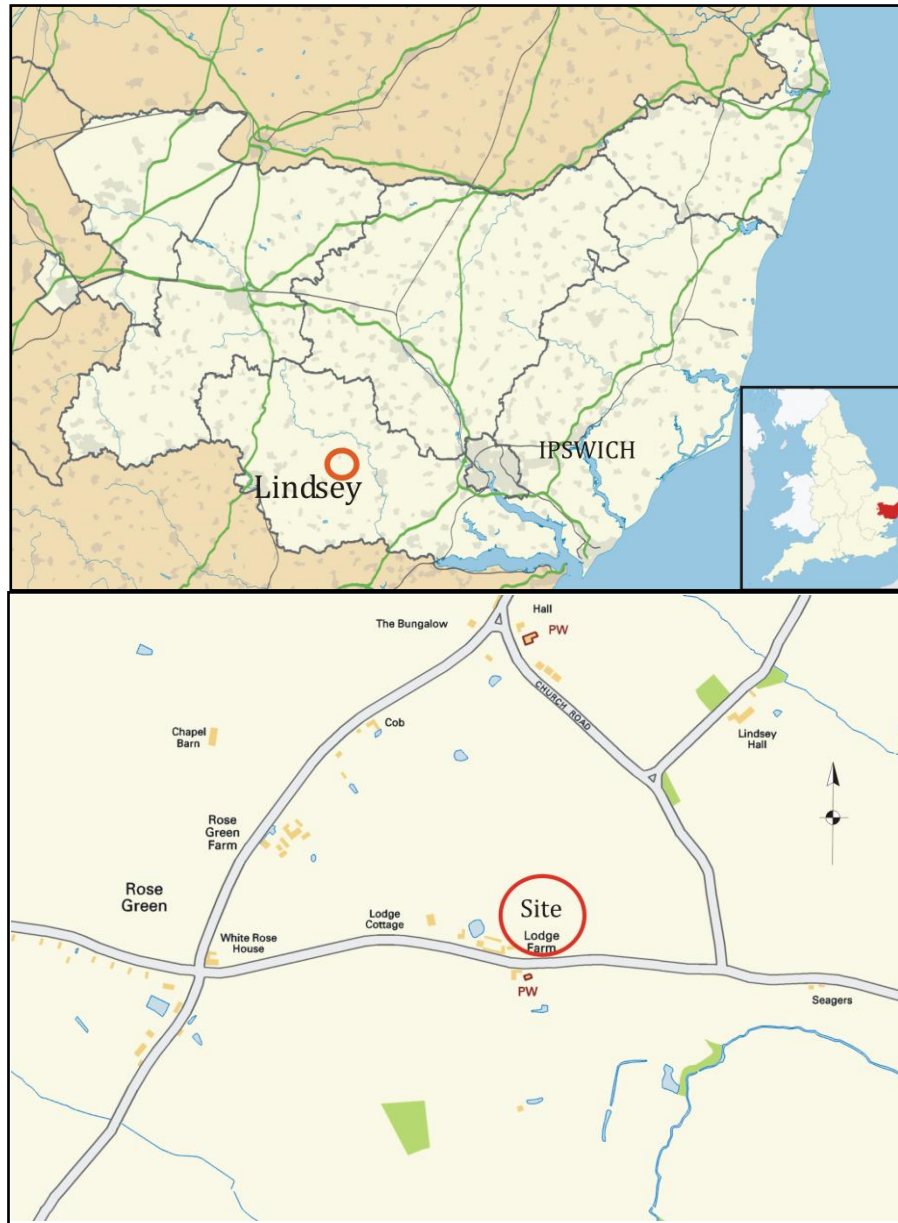 IPSWICH
Lindsey
The Bungalow
Hall
PW
CHURCH ROAD
Cob
Chapel
Barn
Lindsey
Hall
Rose
Green
Farm
Rose
Green
Site
Lodge
Cottage
Lodge
Farm
White Rose
House
PW
Seagers